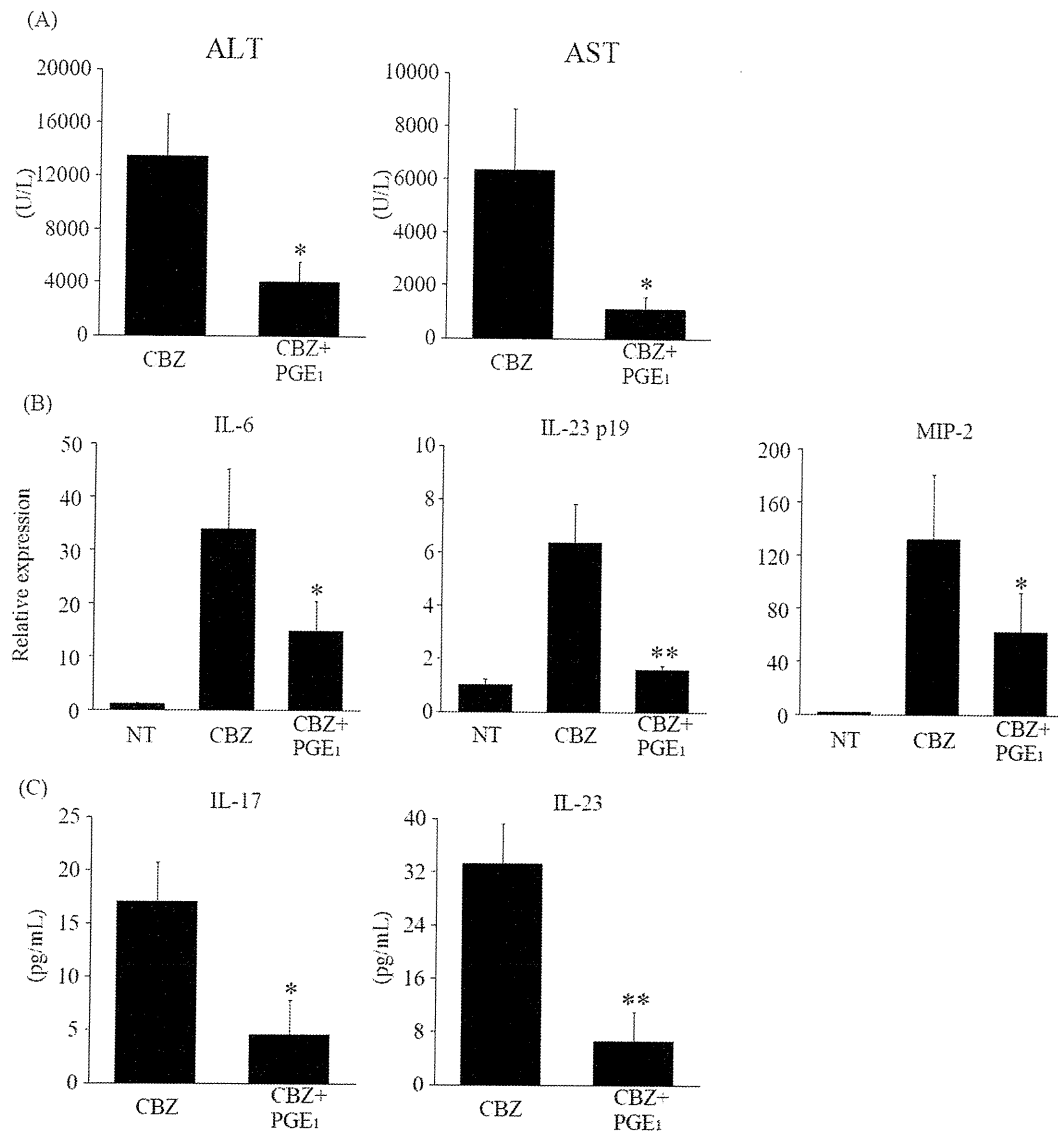 (A)
ALT
20000
16000
12000
8000
4000
0
(U/L)
*
CBZ
CBZ+
PGE1
AST
10000
8000
6000
4000
2000
0
(U/L)
*
CBZ
CBZ+
PGE1
(B)
IL-6
50
40
30
20
10
0
Relative expression
*
NT
CBZ
CBZ+
PGE1
IL-23 p19
10
8
6
4
2
0
**
NT
CBZ
CBZ+
PGE1
MIP-2
200
160
120
80
40
0
*
NT
CBZ
CBZ+
PGE1
(C)
IL-17
25
20
15
10
5
0
(pg/mL)
*
CBZ
CBZ+
PGE1
IL-23
40
32
24
16
8
0
(pg/mL)
**
CBZ
CBZ+
PGE1